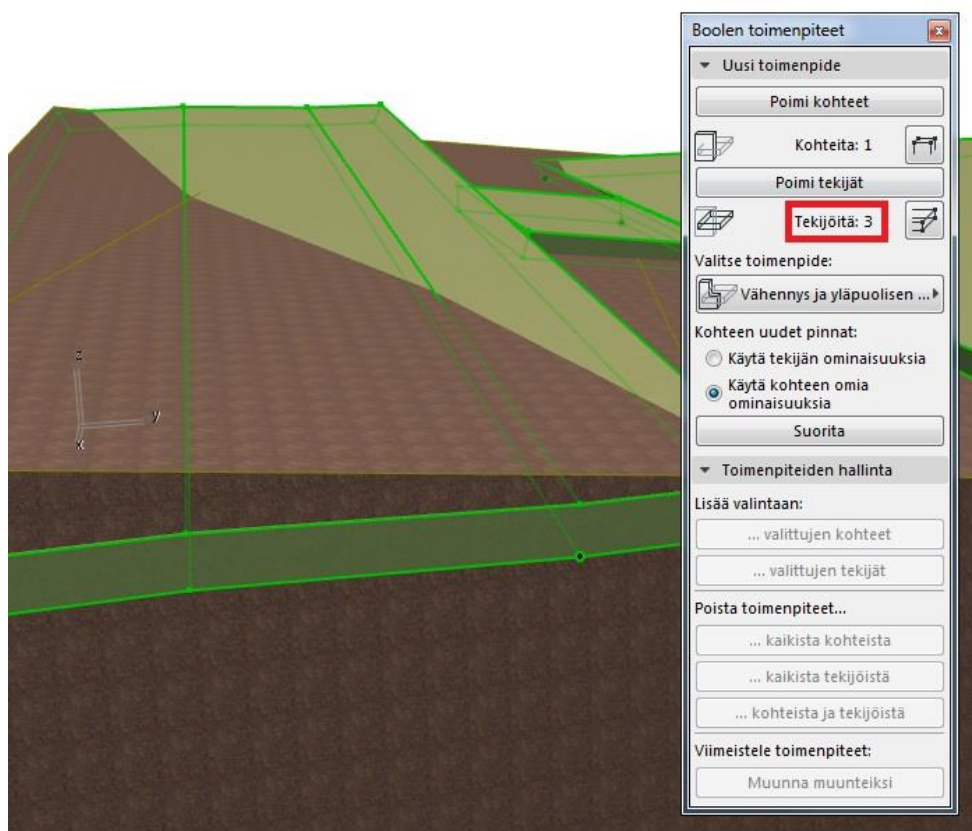 Boolen toimenpiteet
Uusi toimenpide
Poimi kohteet
Kohteita: 1
Poimi tekijät
Tekijöitä: 3
Valitse toimenpide:
Vähennys ja yläpuolisen ...
Kohteen uudet pinnat:
Käytä tekijän ominaisuuksia
Käytä kohteen omia
ominaisuuksia
Suorita
z
y
x
Toimenpiteiden hallinta
Lisää valintaan:
... valittujen kohteet
... valittujen tekijät
Poista toimenpiteet...
... kaikista kohteista
... kaikista tekijöistä
... kohteista ja tekijöistä
Viimeistele toimenpiteet:
Muunna muunteiksi